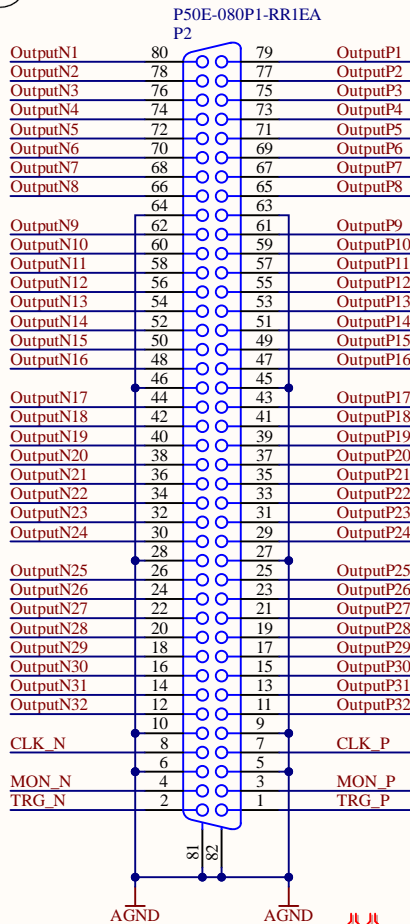 P50E-080P1-RR1EA
P2
OutputN1 80 79 OutputP1
OutputN2 78 77 OutputP2
OutputN3 76 75 OutputP3
OutputN4 74 73 OutputP4
OutputN5 72 71 OutputP5
OutputN6 70 69 OutputP6
OutputN7 68 67 OutputP7
OutputN8 66 65 OutputP8
64 63
OutputN9 62 61 OutputP9
OutputN10 60 59 OutputP10
OutputN11 58 57 OutputP11
OutputN12 56 55 OutputP12
OutputN13 54 53 OutputP13
OutputN14 52 51 OutputP14
OutputN15 50 49 OutputP15
OutputN16 48 47 OutputP16
46 45
OutputN17 44 43 OutputP17
OutputN18 42 41 OutputP18
OutputN19 40 39 OutputP19
OutputN20 38 37 OutputP20
OutputN21 36 35 OutputP21
OutputN22 34 33 OutputP22
OutputN23 32 31 OutputP23
OutputN24 30 29 OutputP24
28 27
OutputN25 26 25 OutputP25
OutputN26 24 23 OutputP26
OutputN27 22 21 OutputP27
OutputN28 20 19 OutputP28
OutputN29 18 17 OutputP29
OutputN30 16 15 OutputP30
OutputN31 14 13 OutputP31
OutputN32 12 11 OutputP32
10 9
CLK_N 8 7 CLK_P
6 5
MON_N 4 3 MON_P
TRG_N 2 1 TRG_P
81 82
AGND AGND